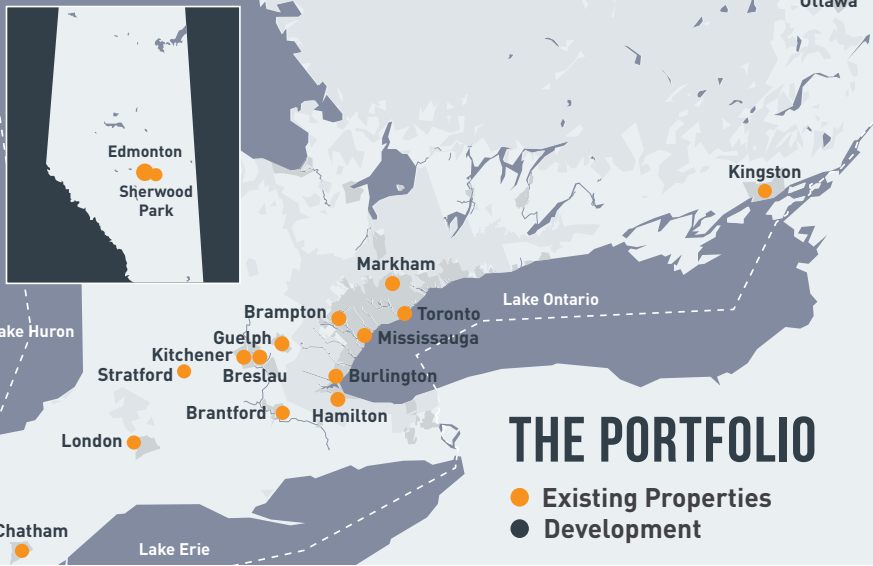 Ottawa
Edmonton
Sherwood
Park
Kingston
Markham
Lake Ontario
Brampton
Toronto
ake Huron
Guelph
Mississauga
Kitchener
Stratford
Breslau
Burlington
Brantford
Hamilton
London
THE PORTFOLIO
Existing Properties
Development
Chatham
Lake Erie